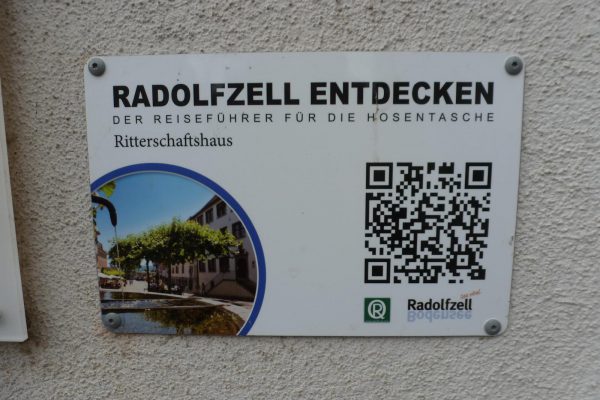 RADOLFZELL ENTDECKEN
DER REISEFÜHRER FÜR DIE HOSENTASCHE
Ritterschaftshaus
R
Radolfzell
Bodensee